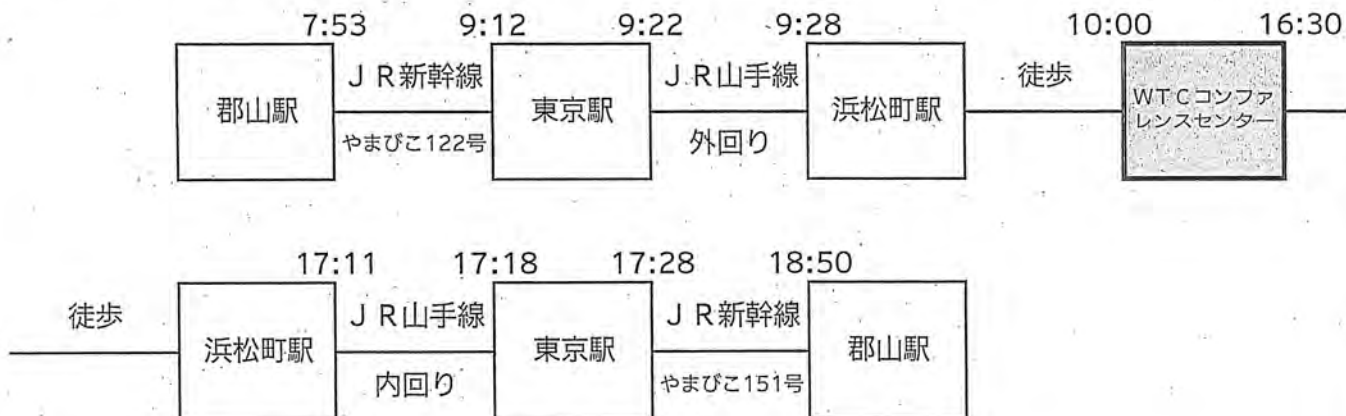 7:53 9:12 9:22 9:28 10:00 16:30
JR新幹線 JR山手線 徒歩
郡山駅 東京駅 浜松町駅 WTCコンファ
レンスセンター
やまびこ122号 外回り
17:11 17:18 17:28 18:50
徒歩 JR山手線 JR新幹線
浜松町駅 東京駅 郡山駅
内回り やまびこ151号